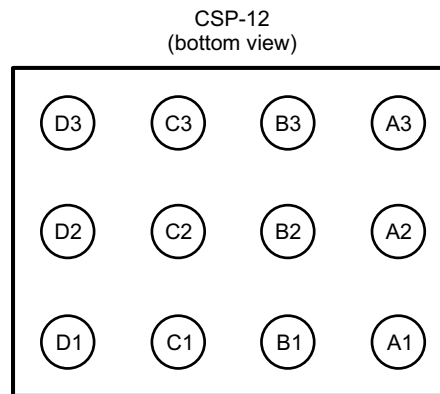 CSP-12
(bottom view)
D3 C3 B3 A3
D2 C2 B2 A2
D1 C1 B1 A1